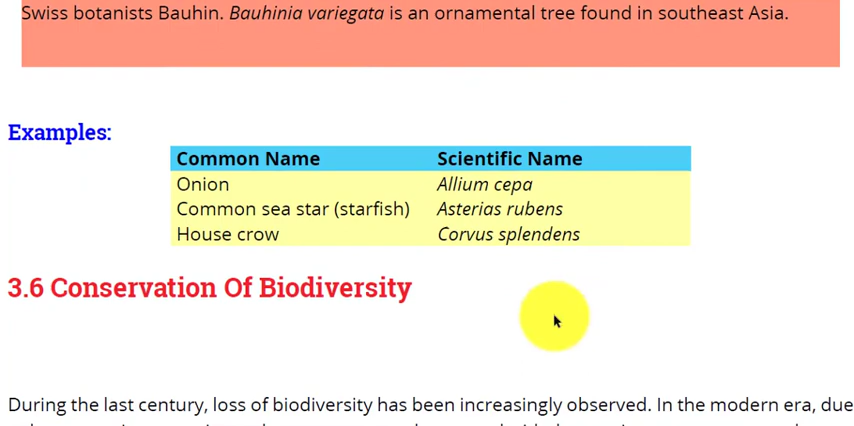 Swiss botanists Bauhin. Bauhinia variegata is an ornamental tree found in southeast Asia.
Examples:
Common Name Scientific Name
Onion Allium cepa
Common sea star (starfish) Asterias rubens
House crow Corvus splendens
3.6 Conservation Of Biodiversity
During the last century, loss of biodiversity has been increasingly observed. In the modern era, due